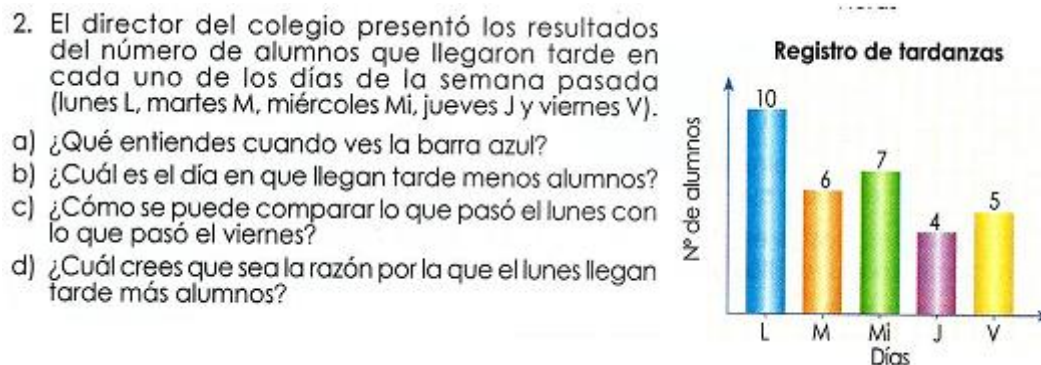 2. El director del colegio presentó los resultados
del número de alumnos que llegaron tarde en
cada uno de los días de la semana pasada
(lunes L, martes M, miércoles Mi, jueves J y viernes V).
a) ¿Qué entiendes cuando ves la barra azul?
b) ¿Cuál es el día en que llegan tarde menos alumnos?
c) ¿Cómo se puede comparar lo que pasó el lunes con
lo que pasó el viernes?
d) ¿Cuál crees que sea la razón por la que el lunes llegan
tarde más alumnos?
Registro de tardanzas
Nº de alumnos
10
6
7
4
5
L M Mi J V
Días